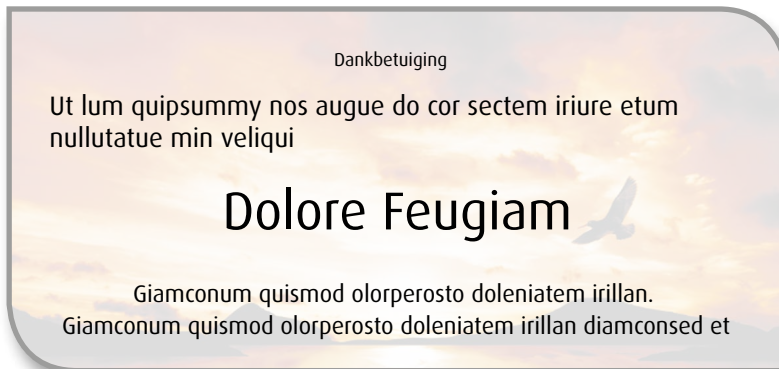 Dankbetuiging
Ut lum quipsummy nos augue do cor sectem iriure etum
nullutatue min veliqui
Dolore Feugiam
Giamconum quismod olorperosto doleniatem irillan.
Giamconum quismod olorperosto doleniatem irillan diamconsed et